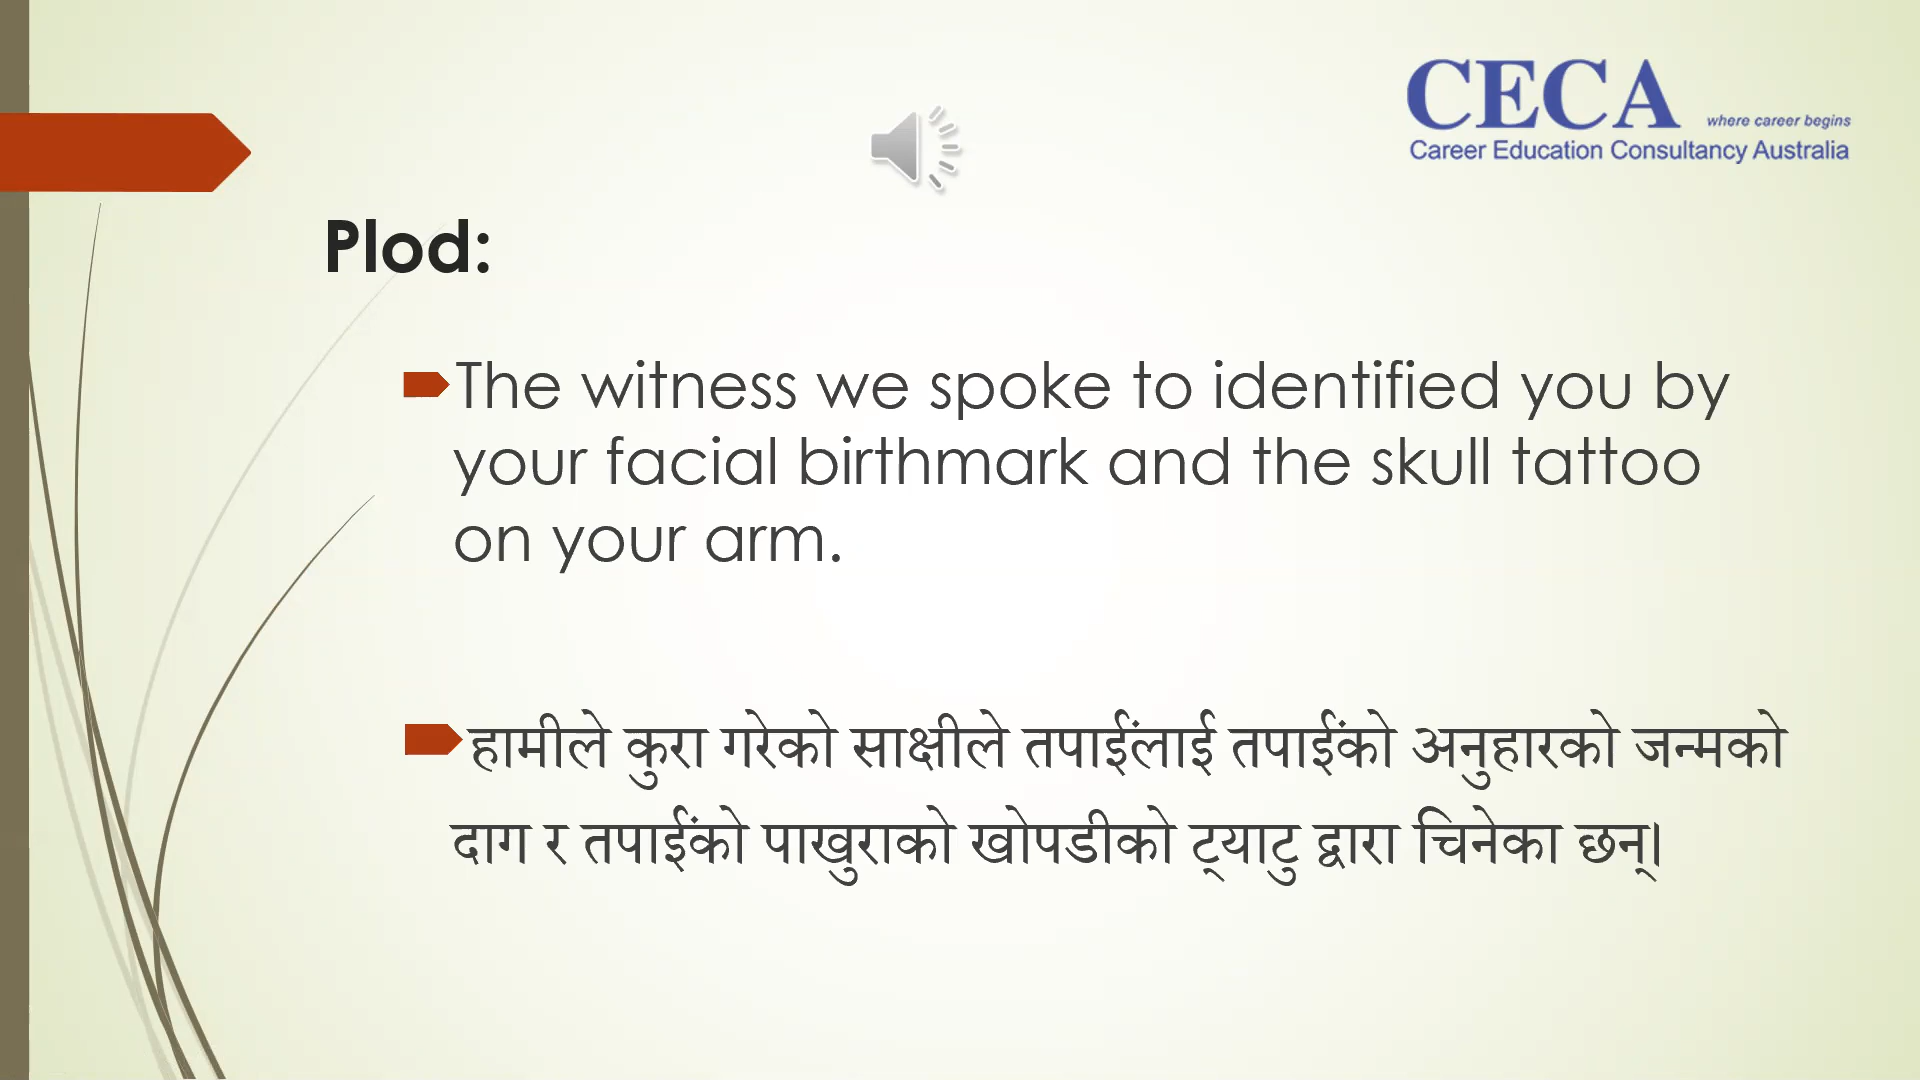 CECA where career begins
Career Education Consultancy Australia
Plod:
The witness we spoke to identified you by
your facial birthmark and the skull tattoo
on your arm.
हामीले कुरा गरेको साक्षीले तपाईंलाई तपाईंको अनुहारको जन्मको
दाग र तपाईंको पाखुराको खोपडीको ट्याटु द्वारा चिनेका छन्।